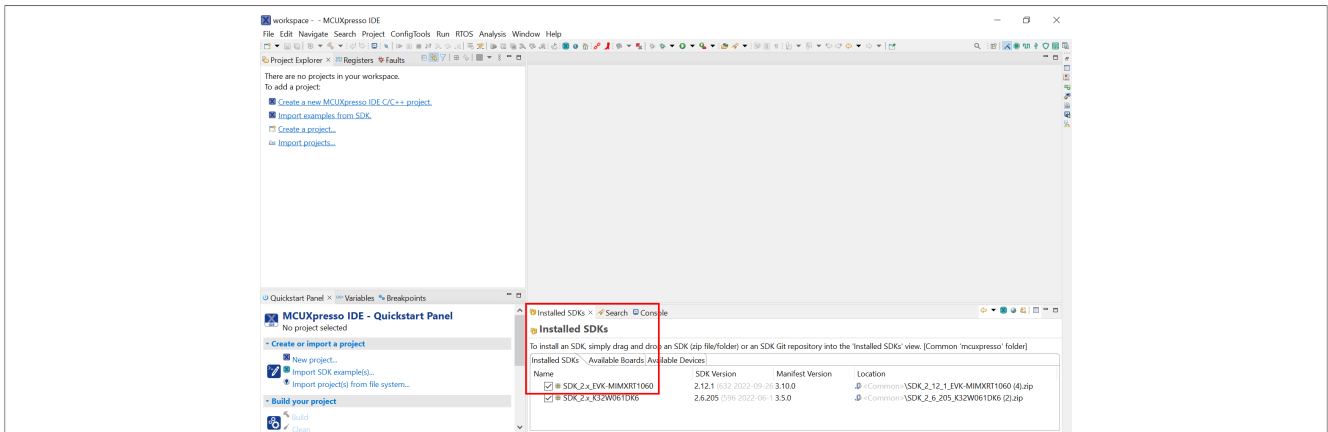 workspace - - MCUXpresso IDE
File Edit Navigate Search Project ConfigTools Run RTOS Analysis Window Help
Project Explorer × Registers Faults
There are no projects in your workspace.
To add a project:
Create a new MCUXpresso IDE C/C++ project.
Import examples from SDK.
Create a project...
Import projects...
Quickstart Panel × (x)= Variables Breakpoints
MCUXpresso IDE - Quickstart Panel
No project selected
Create or import a project
New project...
Import SDK example(s)...
Import project(s) from file system...
Build your project
Build
Clean
Installed SDKs × Search Console
Installed SDKs
To install an SDK, simply drag and drop an SDK (zip file/folder) or an SDK Git repository into the 'Installed SDKs' view. [Common 'mcuxpresso' folder]
Installed SDKs Available Boards Available Devices
Name SDK Version Manifest Version Location
SDK_2.x_EVK-MIMXRT1060 2.12.1 (632 2022-09-26 3.10.0 <Common>\SDK_2_12_1_EVK-MIMXRT1060 (4).zip
SDK_2.x_K32W061DK6 2.6.205 (596 2022-06-1 3.5.0 <Common>\SDK_2_6_205_K32W061DK6 (2).zip